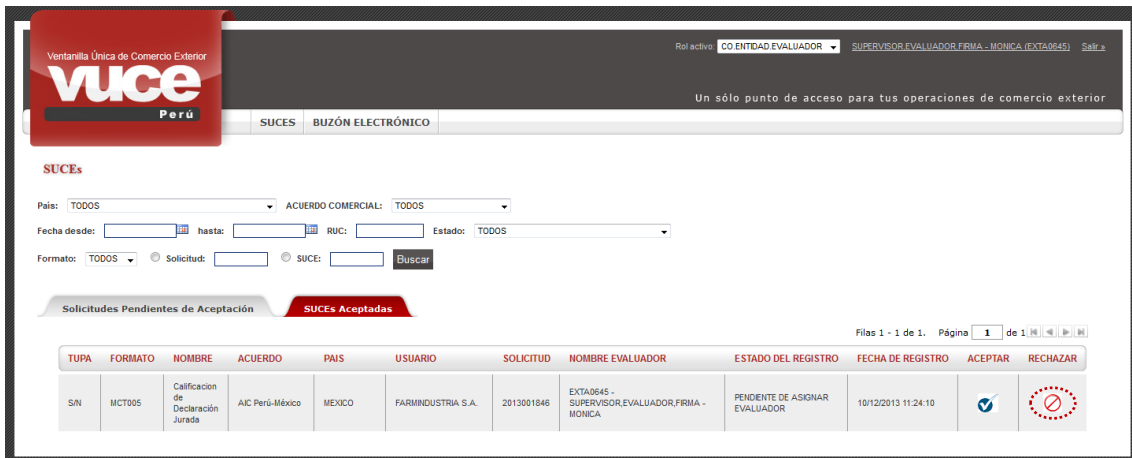 Ventanilla Única de Comercio Exterior
vuce
Perú
Rol activo: CO.ENTIDAD.EVALUADOR SUPERVISOR,EVALUADOR,FIRMA - MONICA (EXTA0645) Salir »
Un sólo punto de acceso para tus operaciones de comercio exterior
SUCES BUZÓN ELECTRÓNICO
SUCEs
Pais: TODOS ACUERDO COMERCIAL: TODOS
Fecha desde: hasta: RUC: Estado: TODOS
Formato: TODOS Solicitud: SUCE: Buscar
Solicitudes Pendientes de Aceptación SUCEs Aceptadas
Filas 1 - 1 de 1. Página 1 de 1
TUPA FORMATO NOMBRE ACUERDO PAIS USUARIO SOLICITUD NOMBRE EVALUADOR ESTADO DEL REGISTRO FECHA DE REGISTRO ACEPTAR RECHAZAR
S/N MCT005 Calificacion de Declaración Jurada AIC Perú-México MEXICO FARMINDUSTRIA S.A. 2013001846 EXTA0645 - SUPERVISOR,EVALUADOR,FIRMA - MONICA PENDIENTE DE ASIGNAR EVALUADOR 10/12/2013 11:24:10